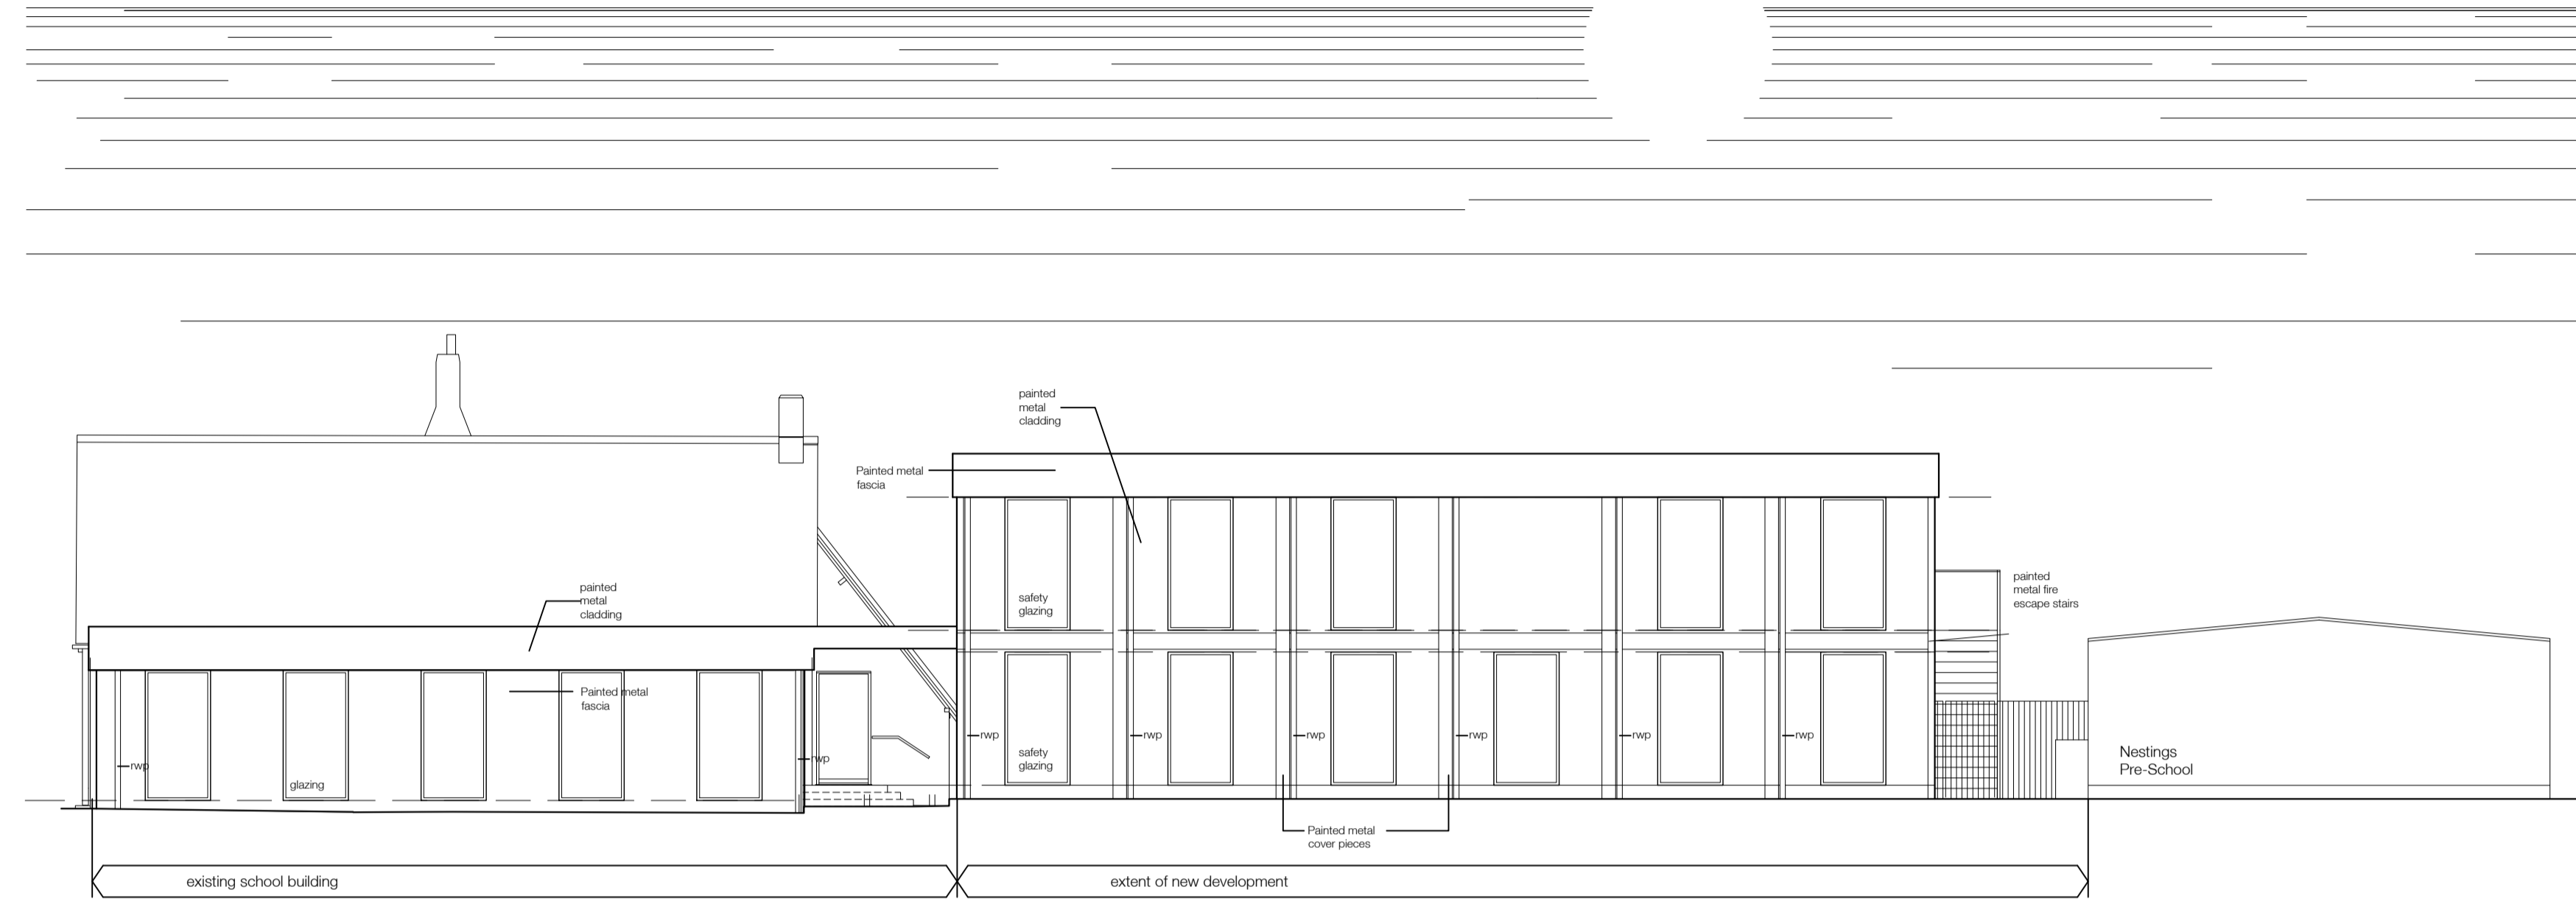 painted
metal
cladding
Painted metal
fascia
painted
metal fire
escape stairs
painted
metal
cladding
safety
glazing
Painted metal
fascia
rwp
glazing
rwp
rwp
rwp
rwp
rwp
rwp
rwp
safety
glazing
Nestings
Pre-School
Painted metal
cover pieces
existing school building
extent of new development